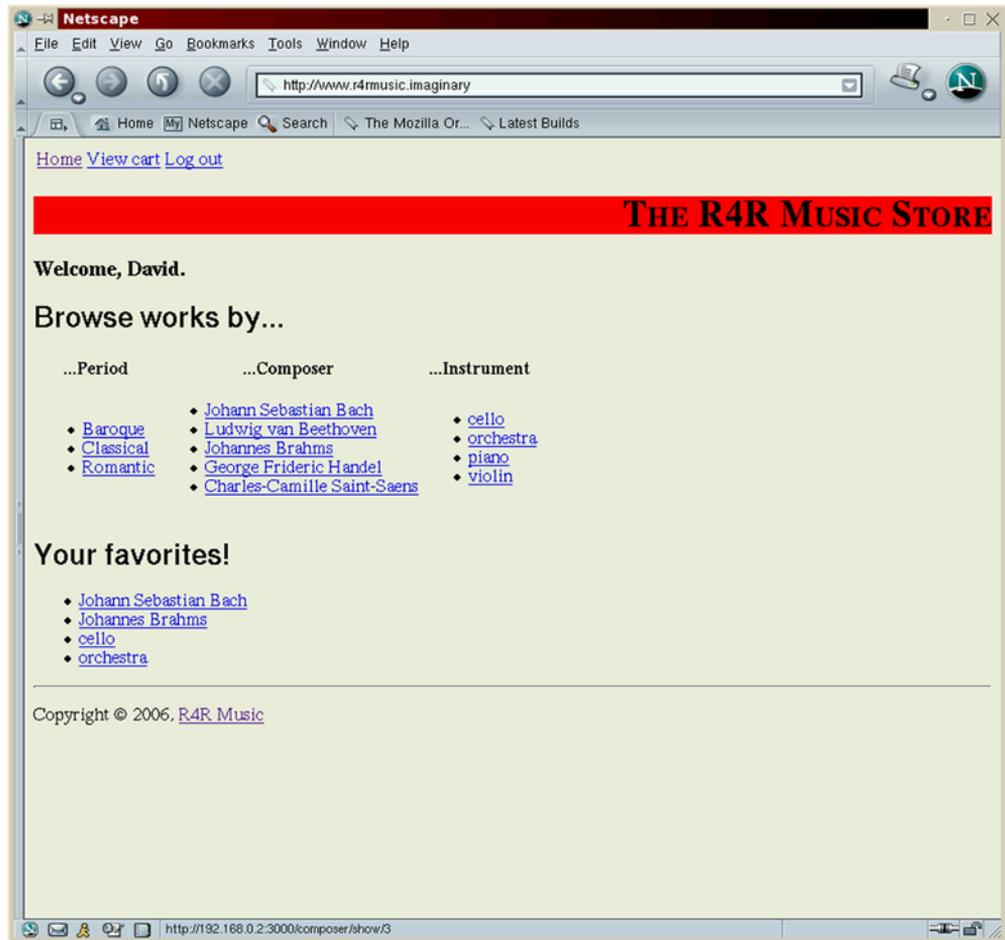 Netscape
File Edit View Go Bookmarks Tools Window Help
http://www.r4rmusic.imaginary
Home My Netscape Search The Mozilla Or... Latest Builds
Home View cart Log out
THE R4R MUSIC STORE
Welcome, David.
Browse works by...
...Period ...Composer ...Instrument
Baroque
Classical
Romantic
Johann Sebastian Bach
Ludwig van Beethoven
Johannes Brahms
George Frideric Handel
Charles-Camille Saint-Saens
cello
orchestra
piano
violin
Your favorites!
Johann Sebastian Bach
Johannes Brahms
cello
orchestra
Copyright © 2006, R4R Music
http://192.168.0.2:3000/composer/show/3